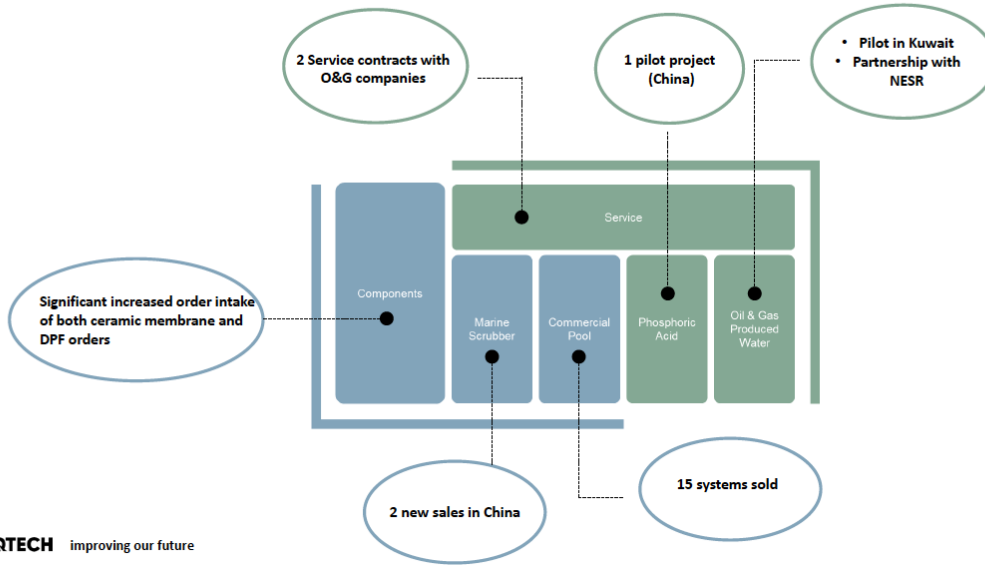 2 Service contracts with
O&G companies
1 pilot project
(China)
• Pilot in Kuwait
• Partnership with
NESR
Service
Components
Marine
Scrubber
Commercial
Pool
Phosphoric
Acid
Oil & Gas
Produced
Water
Significant increased order intake
of both ceramic membrane and
DPF orders
2 new sales in China
15 systems sold
TECH improving our future